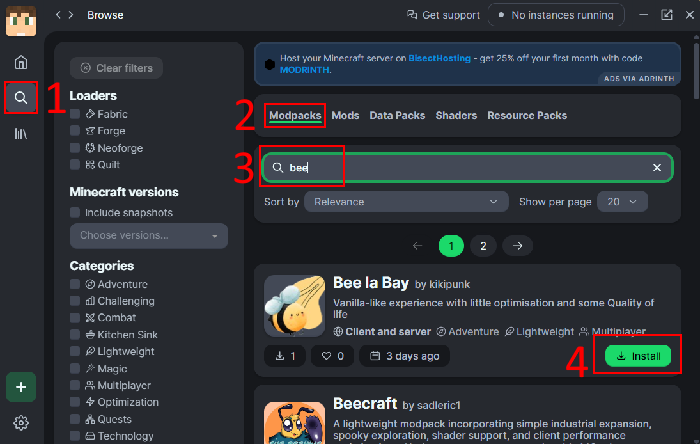 Browse
Get support
No instances running
1
Clear filters
Loaders
Fabric
Forge
Neoforge
Quilt
Minecraft versions
Include snapshots
Choose versions...
Categories
Adventure
Challenging
Combat
Kitchen Sink
Lightweight
Magic
Multiplayer
Optimization
Quests
Technology
Host your Minecraft server on BisectHosting - get 25% off your first month with code
MODRINTH.
ADS VIA ADRINTH
2
Modpacks Mods Data Packs Shaders Resource Packs
3
bee
Sort by Relevance Show per page 20
1 2
Bee la Bay by kikipunk
Vanilla-like experience with little optimisation and some Quality of
life
Client and server Adventure Lightweight Multiplayer
1 0 3 days ago
4
Install
Beecraft by sadleric1
A lightweight modpack incorporating simple industrial expansion,
spooky exploration, shader support, and client performance